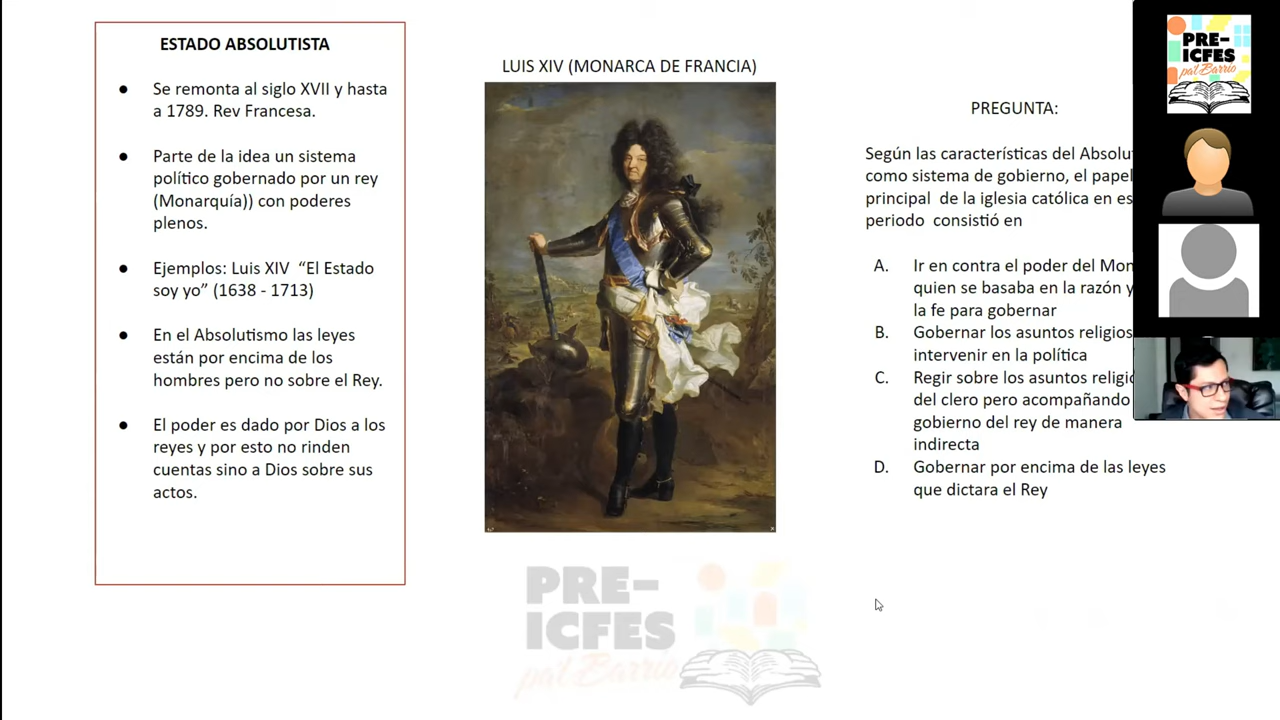 ESTADO ABSOLUTISTA
● Se remonta al siglo XVII y hasta
a 1789. Rev Francesa.
● Parte de la idea un sistema
político gobernado por un rey
(Monarquía)) con poderes
plenos.
● Ejemplos: Luis XIV “El Estado
soy yo” (1638 - 1713)
● En el Absolutismo las leyes
están por encima de los
hombres pero no sobre el Rey.
● El poder es dado por Dios a los
reyes y por esto no rinden
cuentas sino a Dios sobre sus
actos.
LUIS XIV (MONARCA DE FRANCIA)
PREGUNTA:
Según las características del
como sistema de gobierno, el papel
principal de la iglesia católica en
periodo consistió en
A. Ir en contra el poder del
quien se basaba en la razón y
la fe para gobernar
B. Gobernar los asuntos
intervenir en la política
C. Regir sobre los asuntos
del clero pero acompañando
gobierno del rey de manera
indirecta
D. Gobernar por encima de las leyes
que dictara el Rey
PRE-
ICFES
pa'l Barrio
PRE-
ICFES
pa'l Barrio